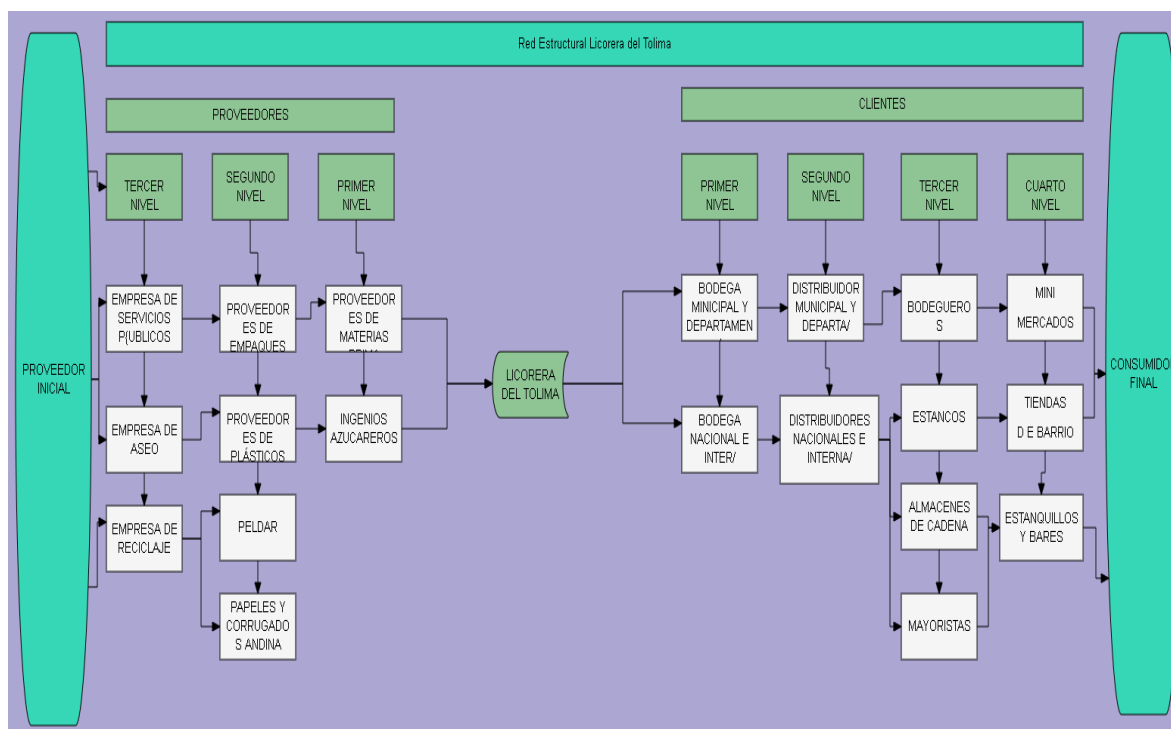 Red Estructural Licorera del Tolima
PROVEEDORES
CLIENTES
TERCER
NIVEL
SEGUNDO
NIVEL
PRIMER
NIVEL
PRIMER
NIVEL
SEGUNDO
NIVEL
TERCER
NIVEL
CUARTO
NIVEL
PROVEEDOR
INICIAL
EMPRESA DE
SERVICIOS
P{UBLICOS
PROVEEDOR
ES DE
EMPAQUES
PROVEEDOR
ES DE
MATERIAS
EMPRESA DE
ASEO
PROVEEDOR
ES DE
PLÁSTICOS
INGENIOS
AZUCAREROS
EMPRESA DE
RECICLAJE
PELDAR
PAPELES Y
CORRUGADO
S ANDINA
LICORERA
DEL TOLIMA
BODEGA
MINICIPAL Y
DEPARTAMEN
DISTRIBUIDOR
MUNICIPAL Y
DEPARTA/
BODEGUERO
S
MINI
MERCADOS
BODEGA
NACIONAL E
INTER/
DISTRIBUIDORES
NACIONALES E
INTERNA/
ESTANCOS
TIENDAS
D E BARRIO
ALMACENES
DE CADENA
ESTANQUILLOS
Y BARES
MAYORISTAS
CONSUMIDO
FINAL